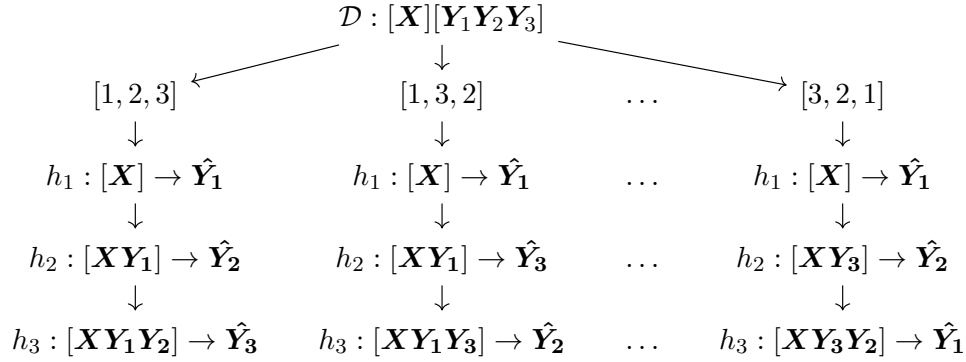 𝒟 : [X][Y₁Y₂Y₃]
[1, 2, 3] [1, 3, 2] … [3, 2, 1]
h₁ : [X] → Ŷ₁ h₁ : [X] → Ŷ₁ … h₁ : [X] → Ŷ₁
h₂ : [XY₁] → Ŷ₂ h₂ : [XY₁] → Ŷ₃ … h₂ : [XY₃] → Ŷ₂
h₃ : [XY₁Y₂] → Ŷ₃ h₃ : [XY₁Y₃] → Ŷ₂ … h₃ : [XY₃Y₂] → Ŷ₁